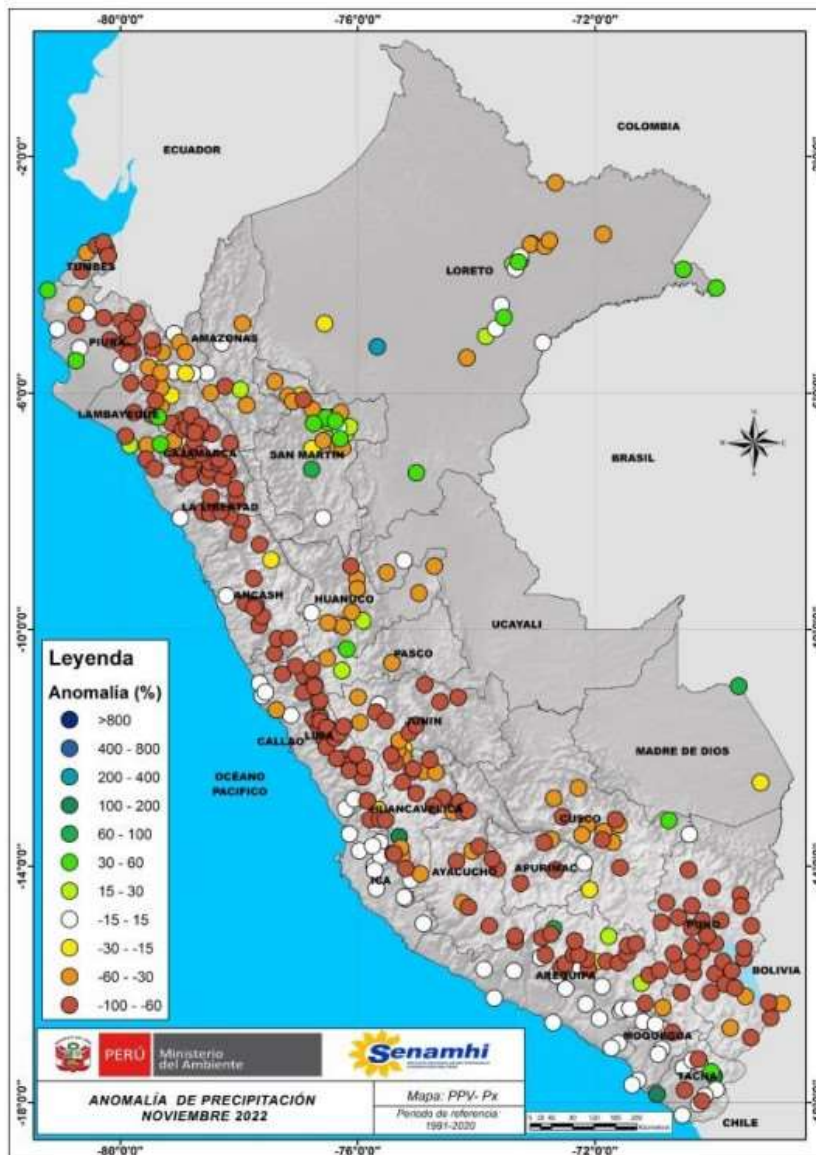 -80°0'0"
-76°0'0"
-72°0'0"
COLOMBIA
ECUADOR
-2°0'0"
TUMBES
LORETO
PIURA
AMAZONAS
-6°0'0"
LAMBAYEQUE
CAJAMARCA
SAN MARTIN
BRASIL
LA LIBERTAD
ANCASH
HUANUCO
-10°0'0"
UCAYALI
PASCO
JUNIN
LIMA
CALLAO
MADRE DE DIOS
OCÉANO
PACIFICO
HUANCAVELICA
CUSCO
-14°0'0"
AYACUCHO
APURIMAC
ICA
PUNO
AREQUIPA
BOLIVIA
MOQUEGUA
TACNA
-18°0'0"
CHILE
Leyenda
Anomalía (%)
>800
400 - 800
200 - 400
100 - 200
60 - 100
30 - 60
15 - 30
-15 - 15
-30 - -15
-60 - -30
-100 - -60
PERÚ
Ministerio
del Ambiente
Senamhi
ANOMALÍA DE PRECIPITACIÓN
NOVIEMBRE 2022
Mapa: PPV- Px
Periodo de referencia:
1991-2020
-80°0'0"
-76°0'0"
-72°0'0"